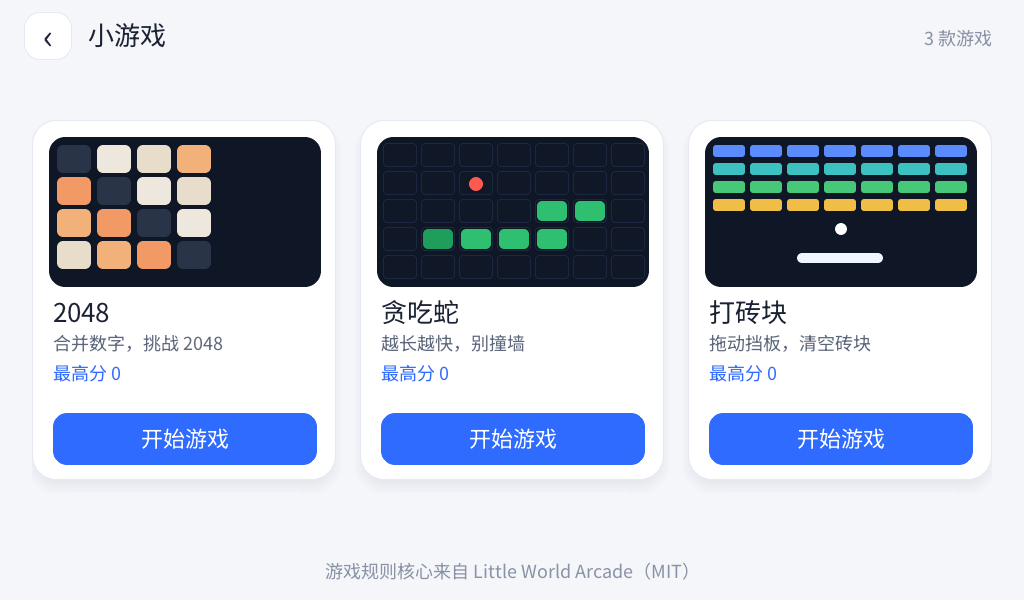 ‹ 小游戏
3 款游戏
2048
合并数字，挑战 2048
最高分 0
开始游戏
贪吃蛇
越长越快，别撞墙
最高分 0
开始游戏
打砖块
拖动挡板，清空砖块
最高分 0
开始游戏
游戏规则核心来自 Little World Arcade（MIT）